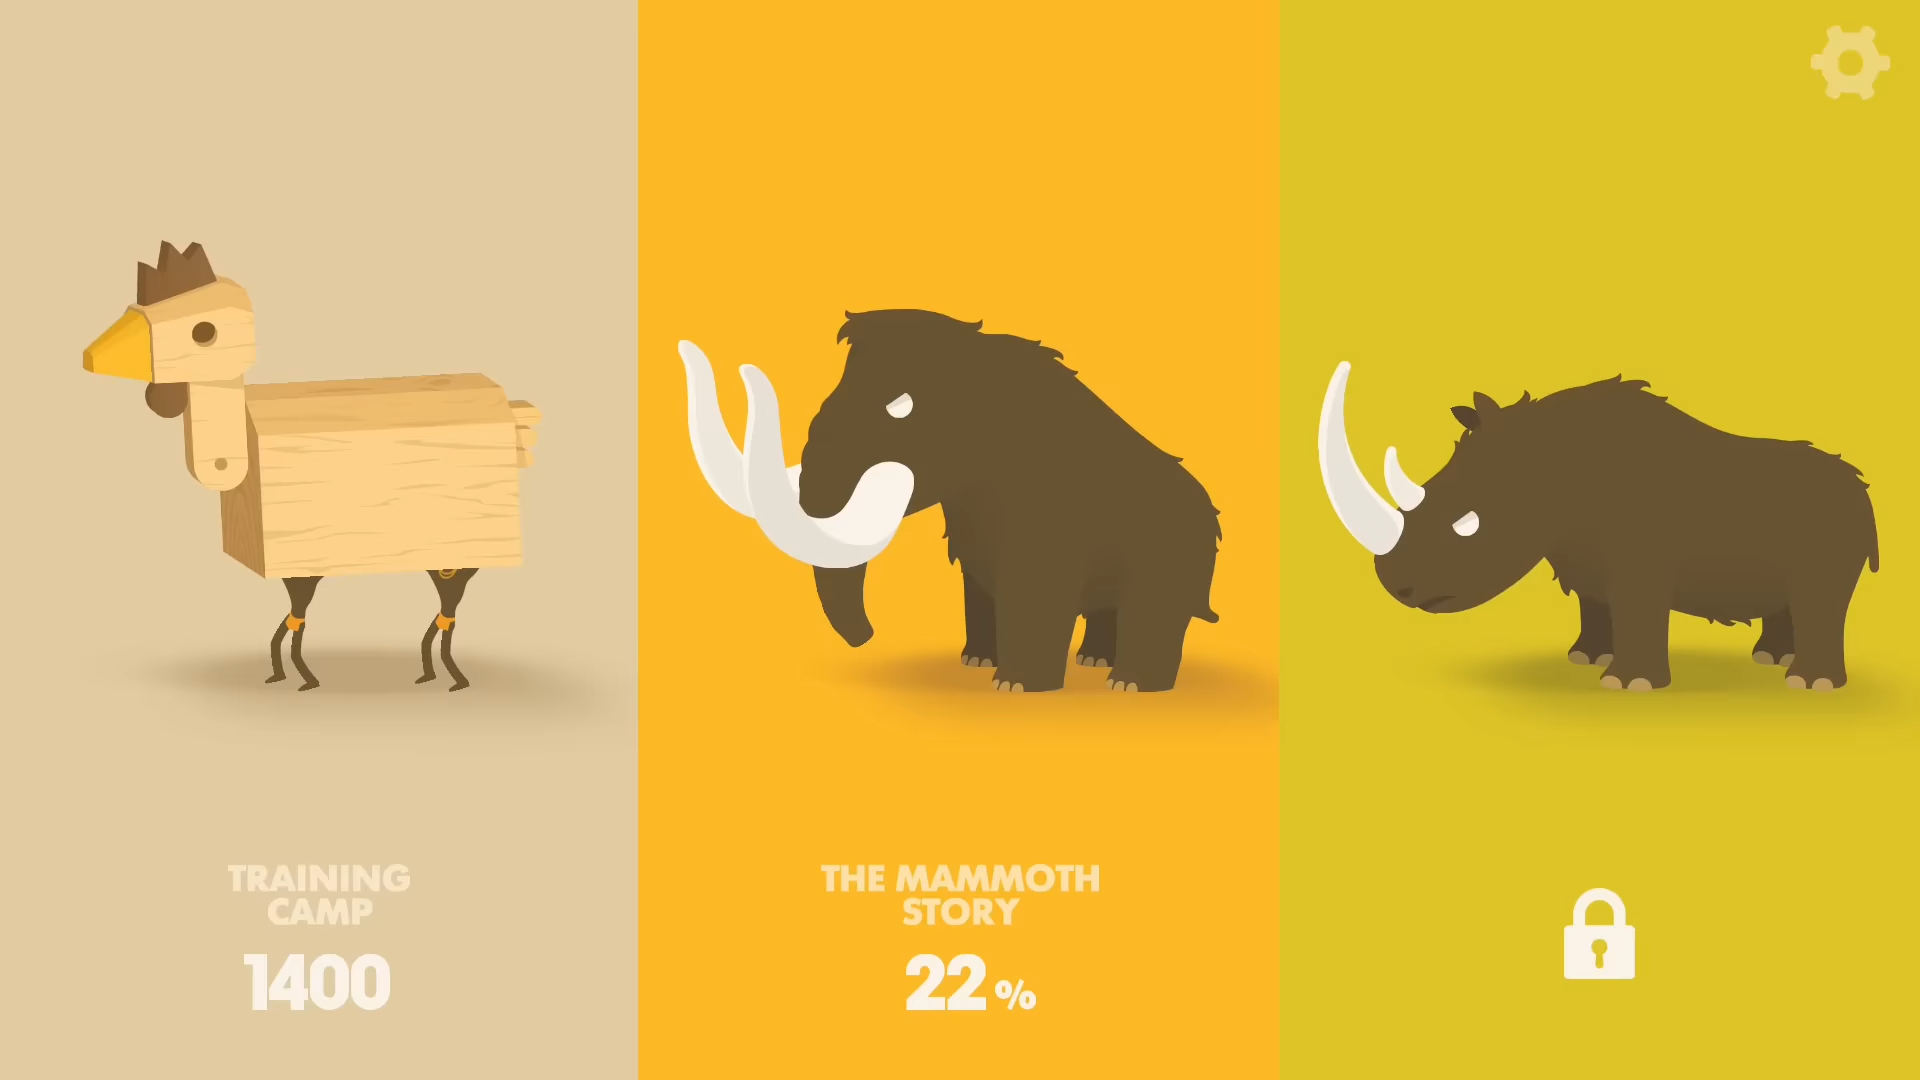 TRAINING
CAMP
1400
THE MAMMOTH
STORY
22 %